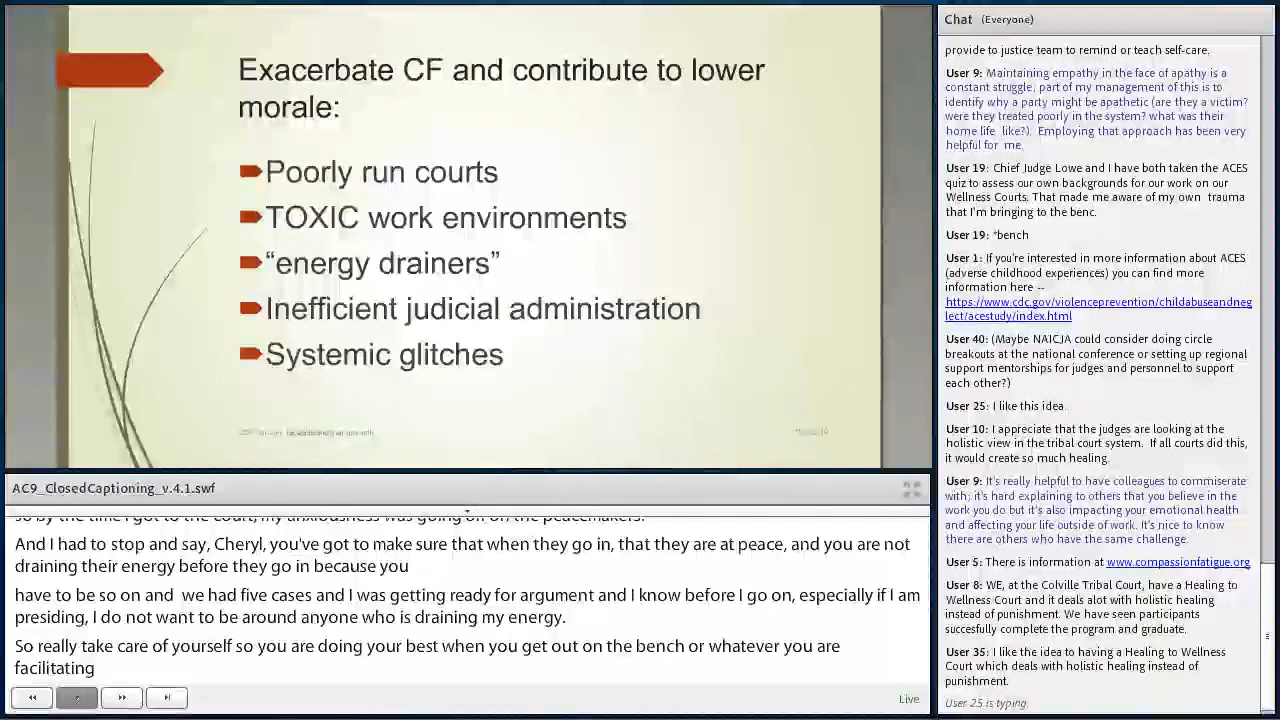 Exacerbate CF and contribute to lower
morale:
Poorly run courts
TOXIC work environments
“energy drainers”
Inefficient judicial administration
Systemic glitches
AC9_ClosedCaptioning_v.4.1.swf
so by the time I got to the court, my anxiousness was going off on the peacemakers.
And I had to stop and say, Cheryl, you've got to make sure that when they go in, that they are at peace, and you are not
draining their energy before they go in because you
have to be so on and we had five cases and I was getting ready for argument and I know before I go on, especially if I am
presiding, I do not want to be around anyone who is draining my energy.
So really take care of yourself so you are doing your best when you get out on the bench or whatever you are
facilitating
Live
Chat (Everyone)
provide to justice team to remind or teach self-care.
User 9: Maintaining empathy in the face of apathy is a
constant struggle, part of my management of this is to
identify why a party might be apathetic (are they a victim?
were they treated poorly in the system? what was their
home life like?). Employing that approach has been very
helpful for me.
User 19: Chief Judge Lowe and I have both taken the ACES
quiz to assess our own backgrounds for our work on our
Wellness Courts. That made me aware of my own trauma
that I'm bringing to the benc.
User 19: *bench
User 1: If you're interested in more information about ACES
(adverse childhood experiences) you can find more
information here --
https://www.cdc.gov/violenceprevention/childabuseandneg
lect/acestudy/index.html
User 40: (Maybe NAICJA could consider doing circle
breakouts at the national conference or setting up regional
support mentorships for judges and personnel to support
each other?)
User 25: I like this idea.
User 10: I appreciate that the judges are looking at the
holistic view in the tribal court system. If all courts did this,
it would create so much healing.
User 9: It's really helpful to have colleagues to commiserate
with; it's hard explaining to others that you believe in the
work you do but it's also impacting your emotional health
and affecting your life outside of work. It's nice to know
there are others who have the same challenge.
User 5: There is information at www.compassionfatigue.org
User 8: WE, at the Colville Tribal Court, have a Healing to
Wellness Court and it deals alot with holistic healing
instead of punishment. We have seen participants
succesfully complete the program and graduate.
User 35: I like the idea to having a Healing to Wellness
Court which deals with holistic healing instead of
punishment.
User 25 is typing.